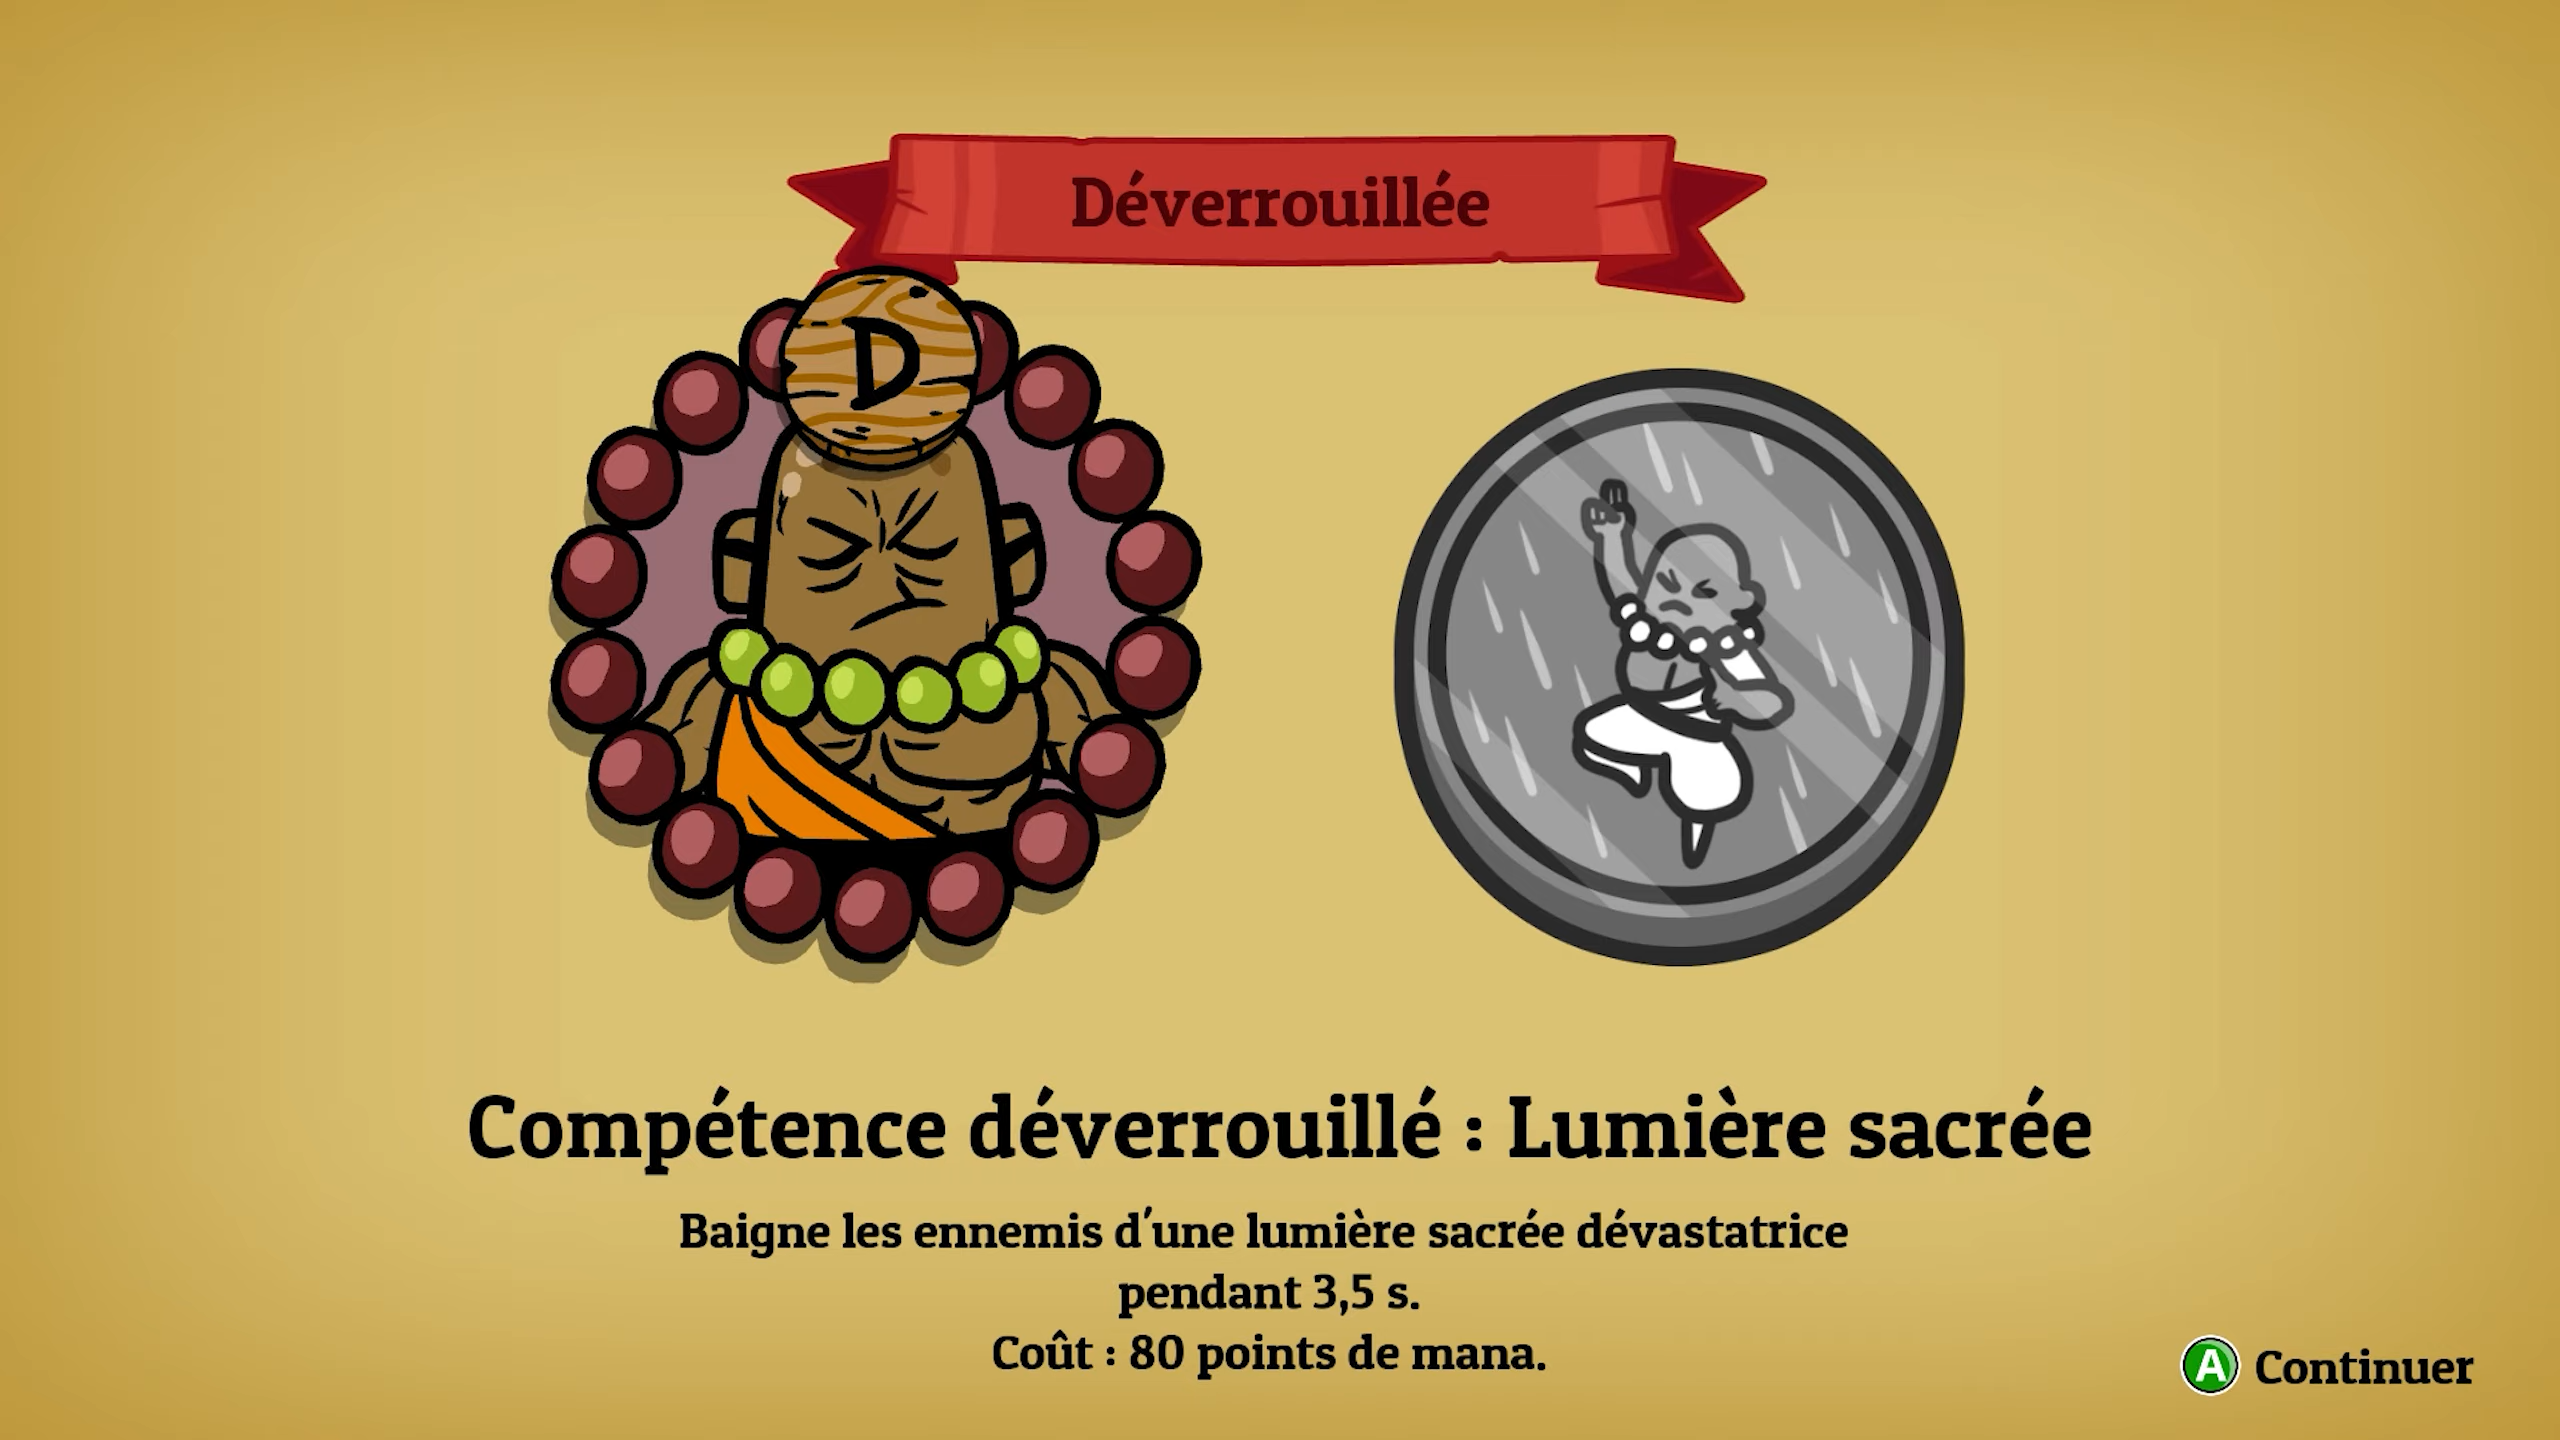 Déverrouillée
D
Compétence déverrouillé : Lumière sacrée
Baigne les ennemis d'une lumière sacrée dévastatrice
pendant 3,5 s.
Coût : 80 points de mana.
A Continuer